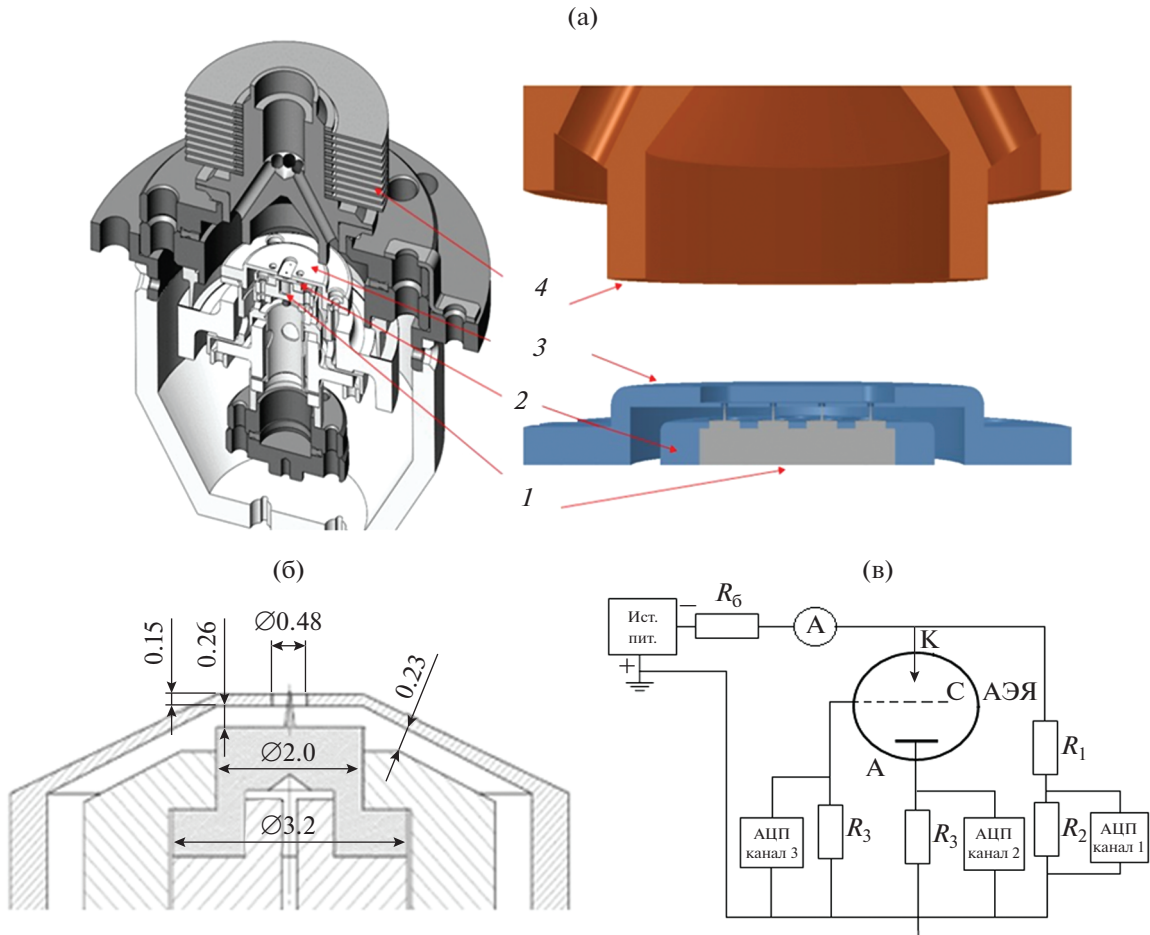 (а)
4
3
2
1
(б)
∅0.48
0.15
0.26
0.23
∅2.0
∅3.2
(в)
Ист.
пит.
−
+
Rб
А
К
С
АЭЯ
А
R1
АЦП
канал 3
R3
R3
АЦП
канал 2
R2
АЦП
канал 1